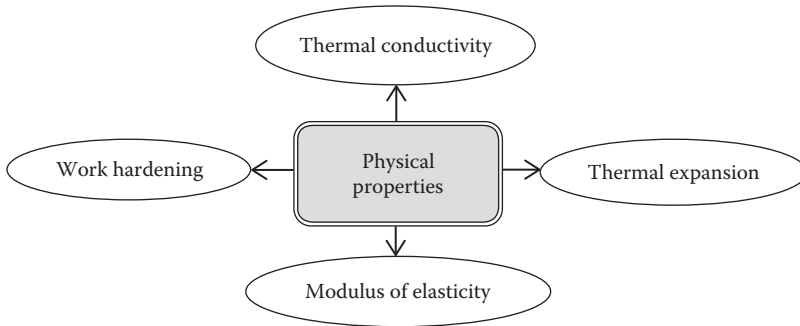 Thermal conductivity
Work hardening
Physical
properties
Thermal expansion
Modulus of elasticity